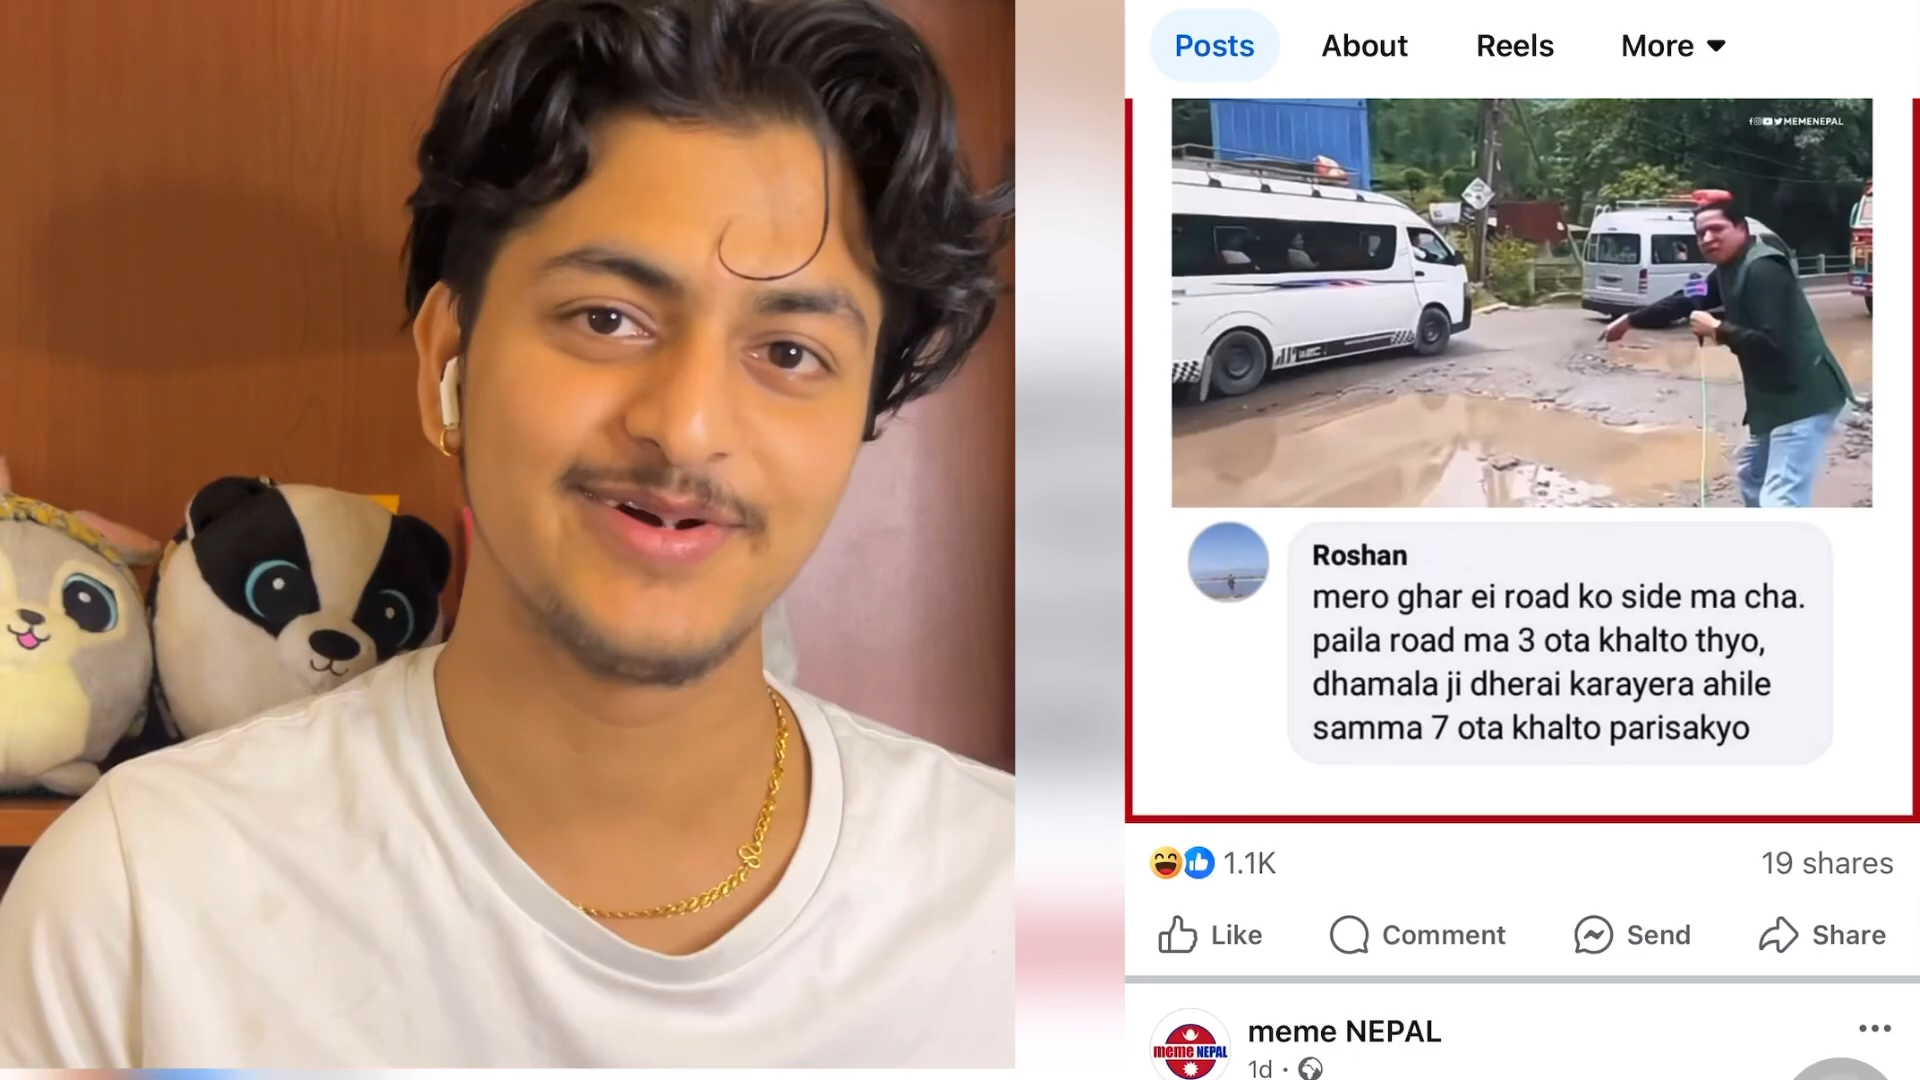 Posts About Reels More
MEMENEPAL
Roshan
mero ghar ei road ko side ma cha.
paila road ma 3 ota khalto thyo,
dhamala ji dherai karayera ahile
samma 7 ota khalto parisakyo
1.1K 19 shares
Like Comment Send Share
meme NEPAL
meme NEPAL
1d